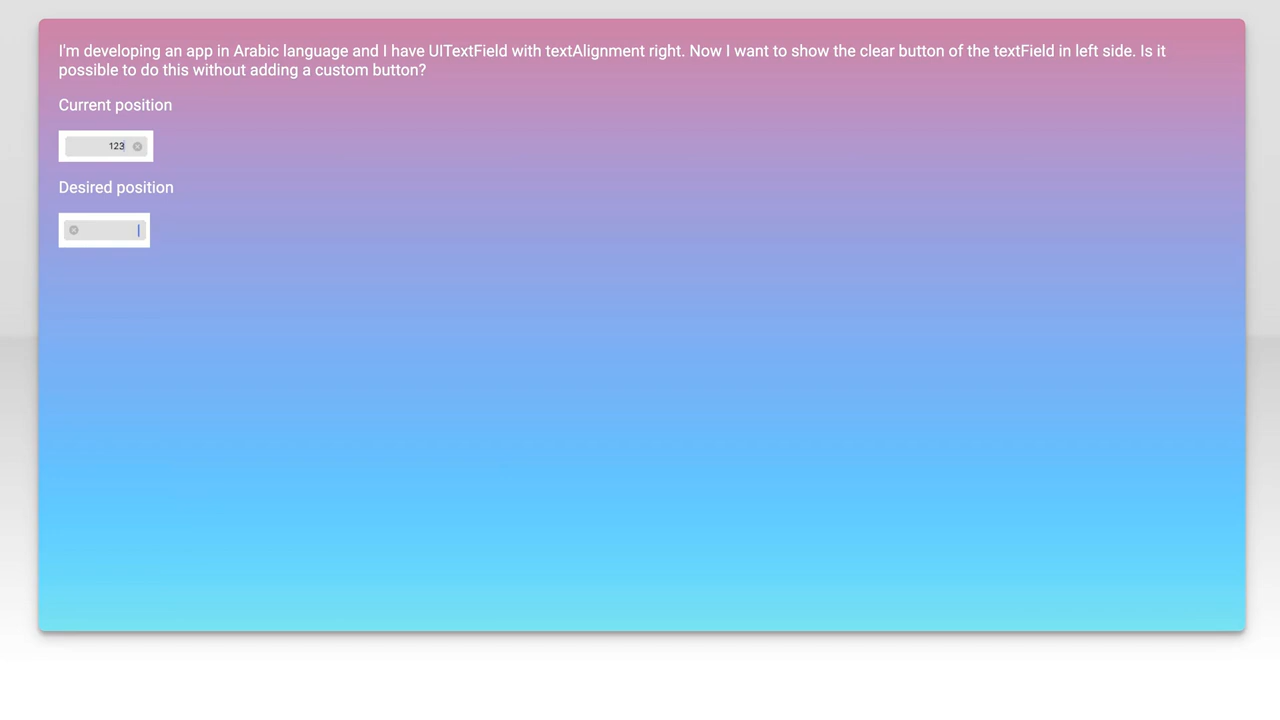 I'm developing an app in Arabic language and I have UITextField with textAlignment right. Now I want to show the clear button of the textField in left side. Is it
possible to do this without adding a custom button?
Current position
123
Desired position